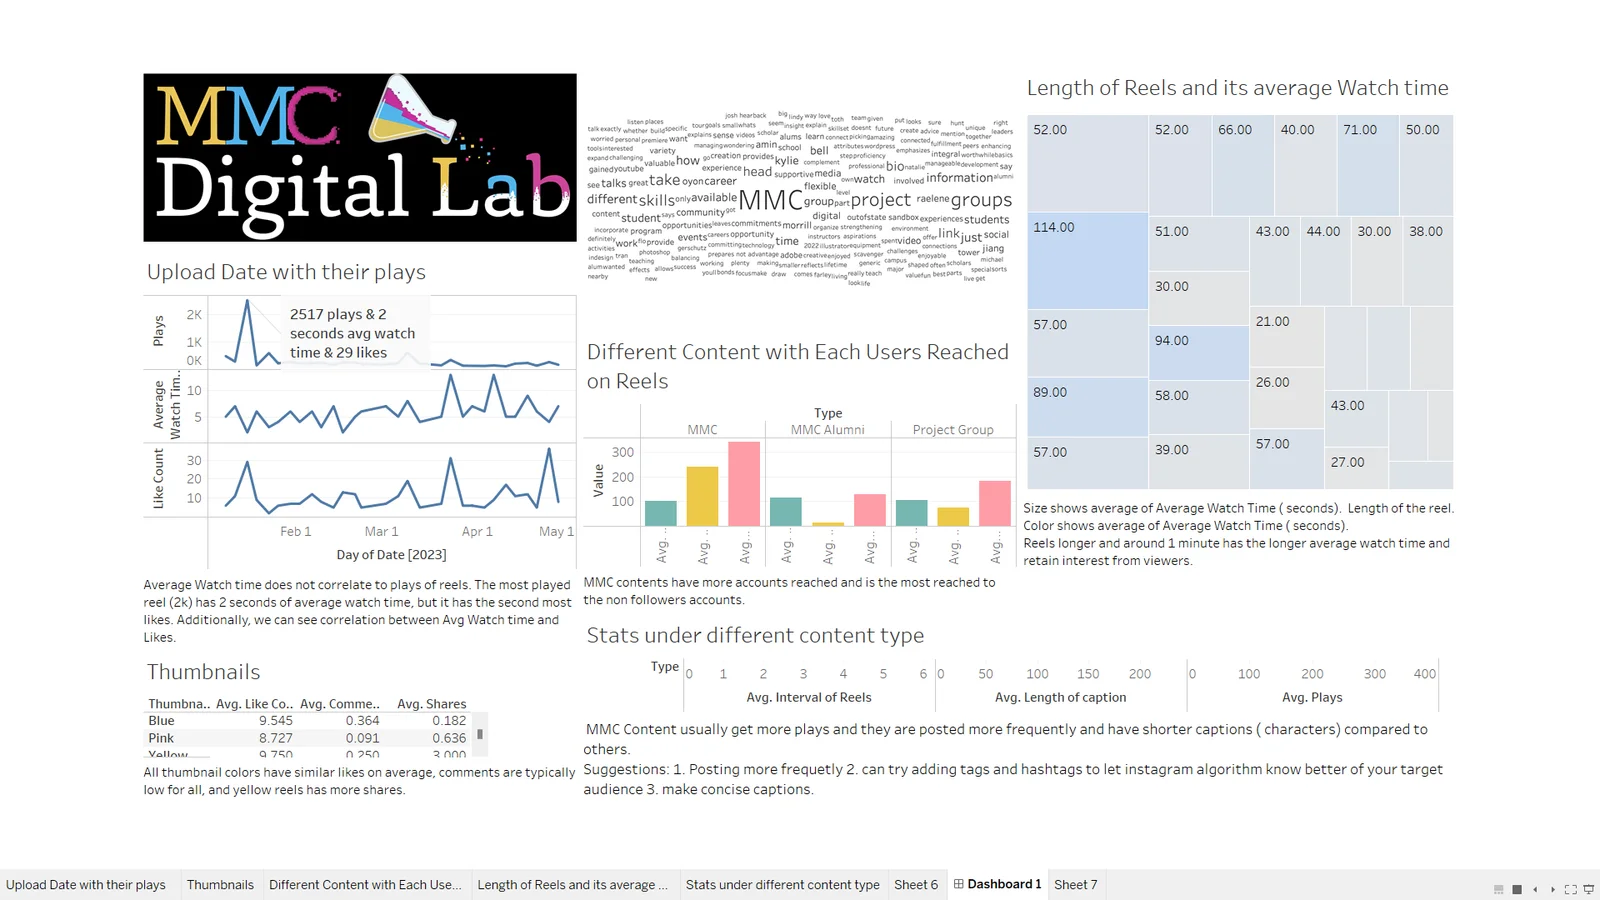 MMC
Digital Lab
Upload Date with their plays
Plays
2K
1K
0K
2517 plays & 2
seconds avg watch
time & 29 likes
Average
Watch Tim..
10
5
Like Count
30
20
10
Feb 1
Mar 1
Apr 1
May 1
Day of Date [2023]
Average Watch time does not correlate to plays of reels. The most played
reel (2k) has 2 seconds of average watch time, but it has the second most
likes. Additionally, we can see correlation between Avg Watch time and
Likes.
Thumbnails
Thumbna.. Avg. Like Co.. Avg. Comme.. Avg. Shares
Blue 9.545 0.364 0.182
Pink 8.727 0.091 0.636
Yellow 9.750 0.250 3.000
All thumbnail colors have similar likes on average, comments are typically
low for all, and yellow reels has more shares.
MMC
project
groups
take
skills
available
different
student
information
how
head
kylie
bell
bio
watch
career
community
group
flexible
digital
raelene
students
link
just
social
jiang
time
events
work
talks
morrill
video
tower
Different Content with Each Users Reached
on Reels
Type
MMC
MMC Alumni
Project Group
Value
300
200
100
Avg. ..
Avg. ..
Avg. ..
Avg. ..
Avg. ..
Avg. ..
Avg. ..
Avg. ..
Avg. ..
MMC contents have more accounts reached and is the most reached to
the non followers accounts.
Stats under different content type
Type
0 1 2 3 4 5 6
Avg. Interval of Reels
0 50 100 150 200
Avg. Length of caption
0 100 200 300 400
Avg. Plays
MMC Content usually get more plays and they are posted more frequently and have shorter captions ( characters) compared to
others.
Suggestions: 1. Posting more frequetly 2. can try adding tags and hashtags to let instagram algorithm know better of your target
audience 3. make concise captions.
Length of Reels and its average Watch time
52.00
114.00
57.00
89.00
57.00
52.00
66.00
40.00
71.00
50.00
51.00
30.00
94.00
58.00
39.00
43.00
44.00
30.00
38.00
21.00
26.00
57.00
43.00
27.00
Size shows average of Average Watch Time ( seconds).  Length of the reel.
Color shows average of Average Watch Time ( seconds).
Reels longer and around 1 minute has the longer average watch time and
retain interest from viewers.
Upload Date with their plays
Thumbnails
Different Content with Each Use...
Length of Reels and its average ...
Stats under different content type
Sheet 6
Dashboard 1
Sheet 7